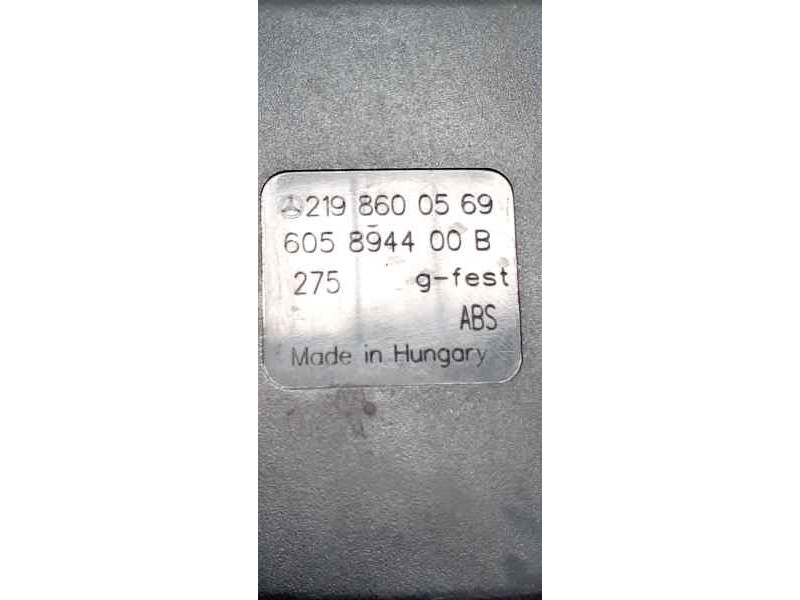 219 860 05 69
605 8944 00 B
275 g-fest
ABS
Made in Hungary